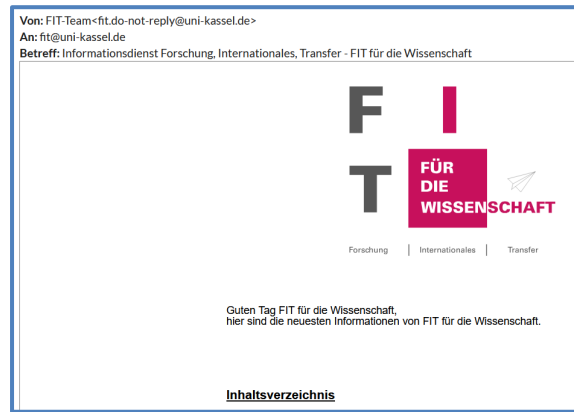 Von: FIT-Team<fit.do-not-reply@uni-kassel.de>
An: fit@uni-kassel.de
Betreff: Informationsdienst Forschung, Internationales, Transfer - FIT für die Wissenschaft
F I
T
FÜR
DIE
WISSENSCHAFT
Forschung | Internationales | Transfer
Guten Tag FIT für die Wissenschaft,
hier sind die neuesten Informationen von FIT für die Wissenschaft.
Inhaltsverzeichnis